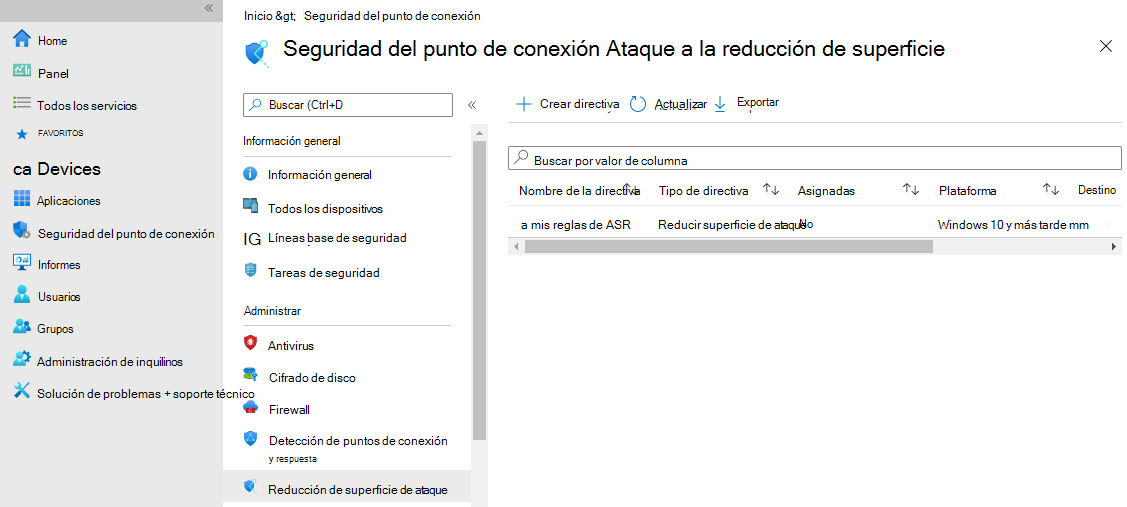 Inicio &gt; Seguridad del punto de conexión
Seguridad del punto de conexión Ataque a la reducción de superficie
Home
Panel
Todos los servicios
FAVORITOS
ca Devices
Aplicaciones
Seguridad del punto de conexión
Informes
Usuarios
Grupos
Administración de inquilinos
Solución de problemas + soporte técnico
Buscar (Ctrl+D
Información general
Información general
Todos los dispositivos
IG Líneas base de seguridad
Tareas de seguridad
Administrar
Antivirus
Cifrado de disco
Firewall
Detección de puntos de conexión
y respuesta
Reducción de superficie de ataque
Crear directiva Actualizar Exportar
Buscar por valor de columna
Nombre de la directiva Tipo de directiva Asignadas Plataforma Destino
a mis reglas de ASR Reducir superficie de ataque No Windows 10 y más tarde mm